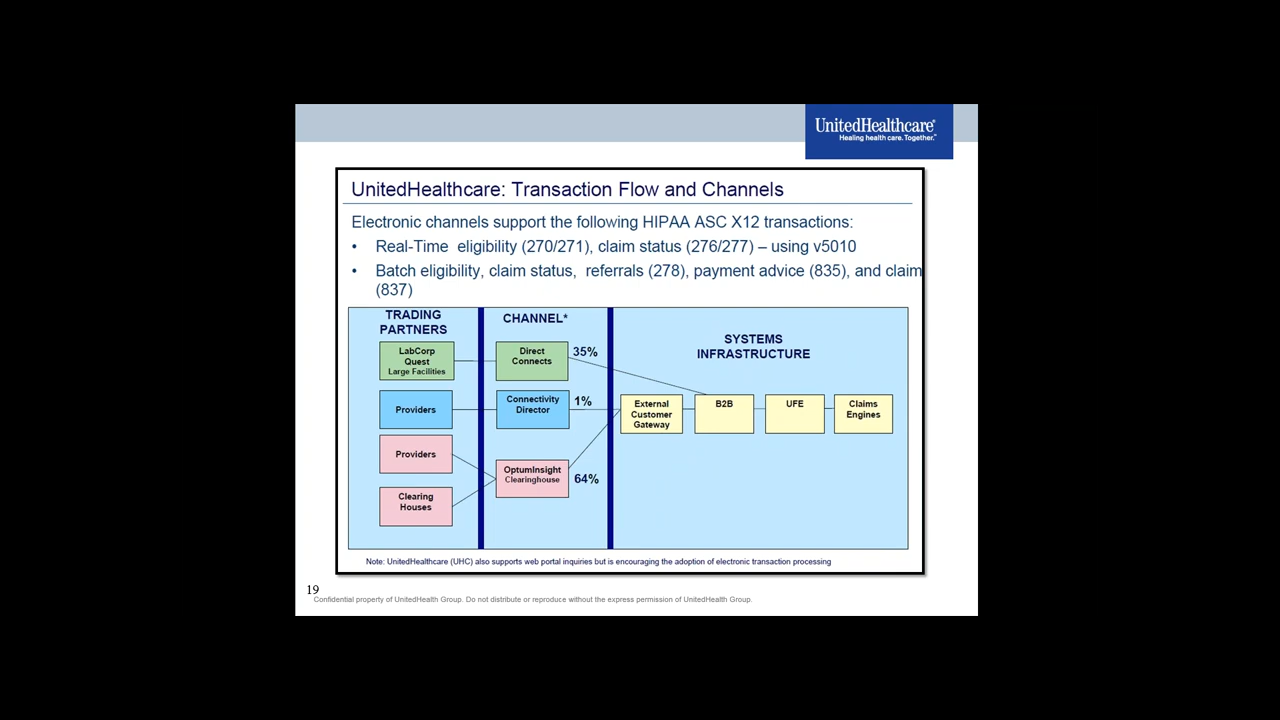 UnitedHealthcare®
Healing health care. Together.™
UnitedHealthcare: Transaction Flow and Channels
Electronic channels support the following HIPAA ASC X12 transactions:
• Real-Time eligibility (270/271), claim status (276/277) – using v5010
• Batch eligibility, claim status, referrals (278), payment advice (835), and claim
(837)
TRADING
PARTNERS
CHANNEL*
SYSTEMS
INFRASTRUCTURE
LabCorp
Quest
Large Facilities
Direct
Connects
35%
Providers
Connectivity
Director
1%
External
Customer
Gateway
B2B
UFE
Claims
Engines
Providers
OptumInsight
Clearinghouse
64%
Clearing
Houses
Note: UnitedHealthcare (UHC) also supports web portal inquiries but is encouraging the adoption of electronic transaction processing
19
Confidential property of UnitedHealth Group. Do not distribute or reproduce without the express permission of UnitedHealth Group.